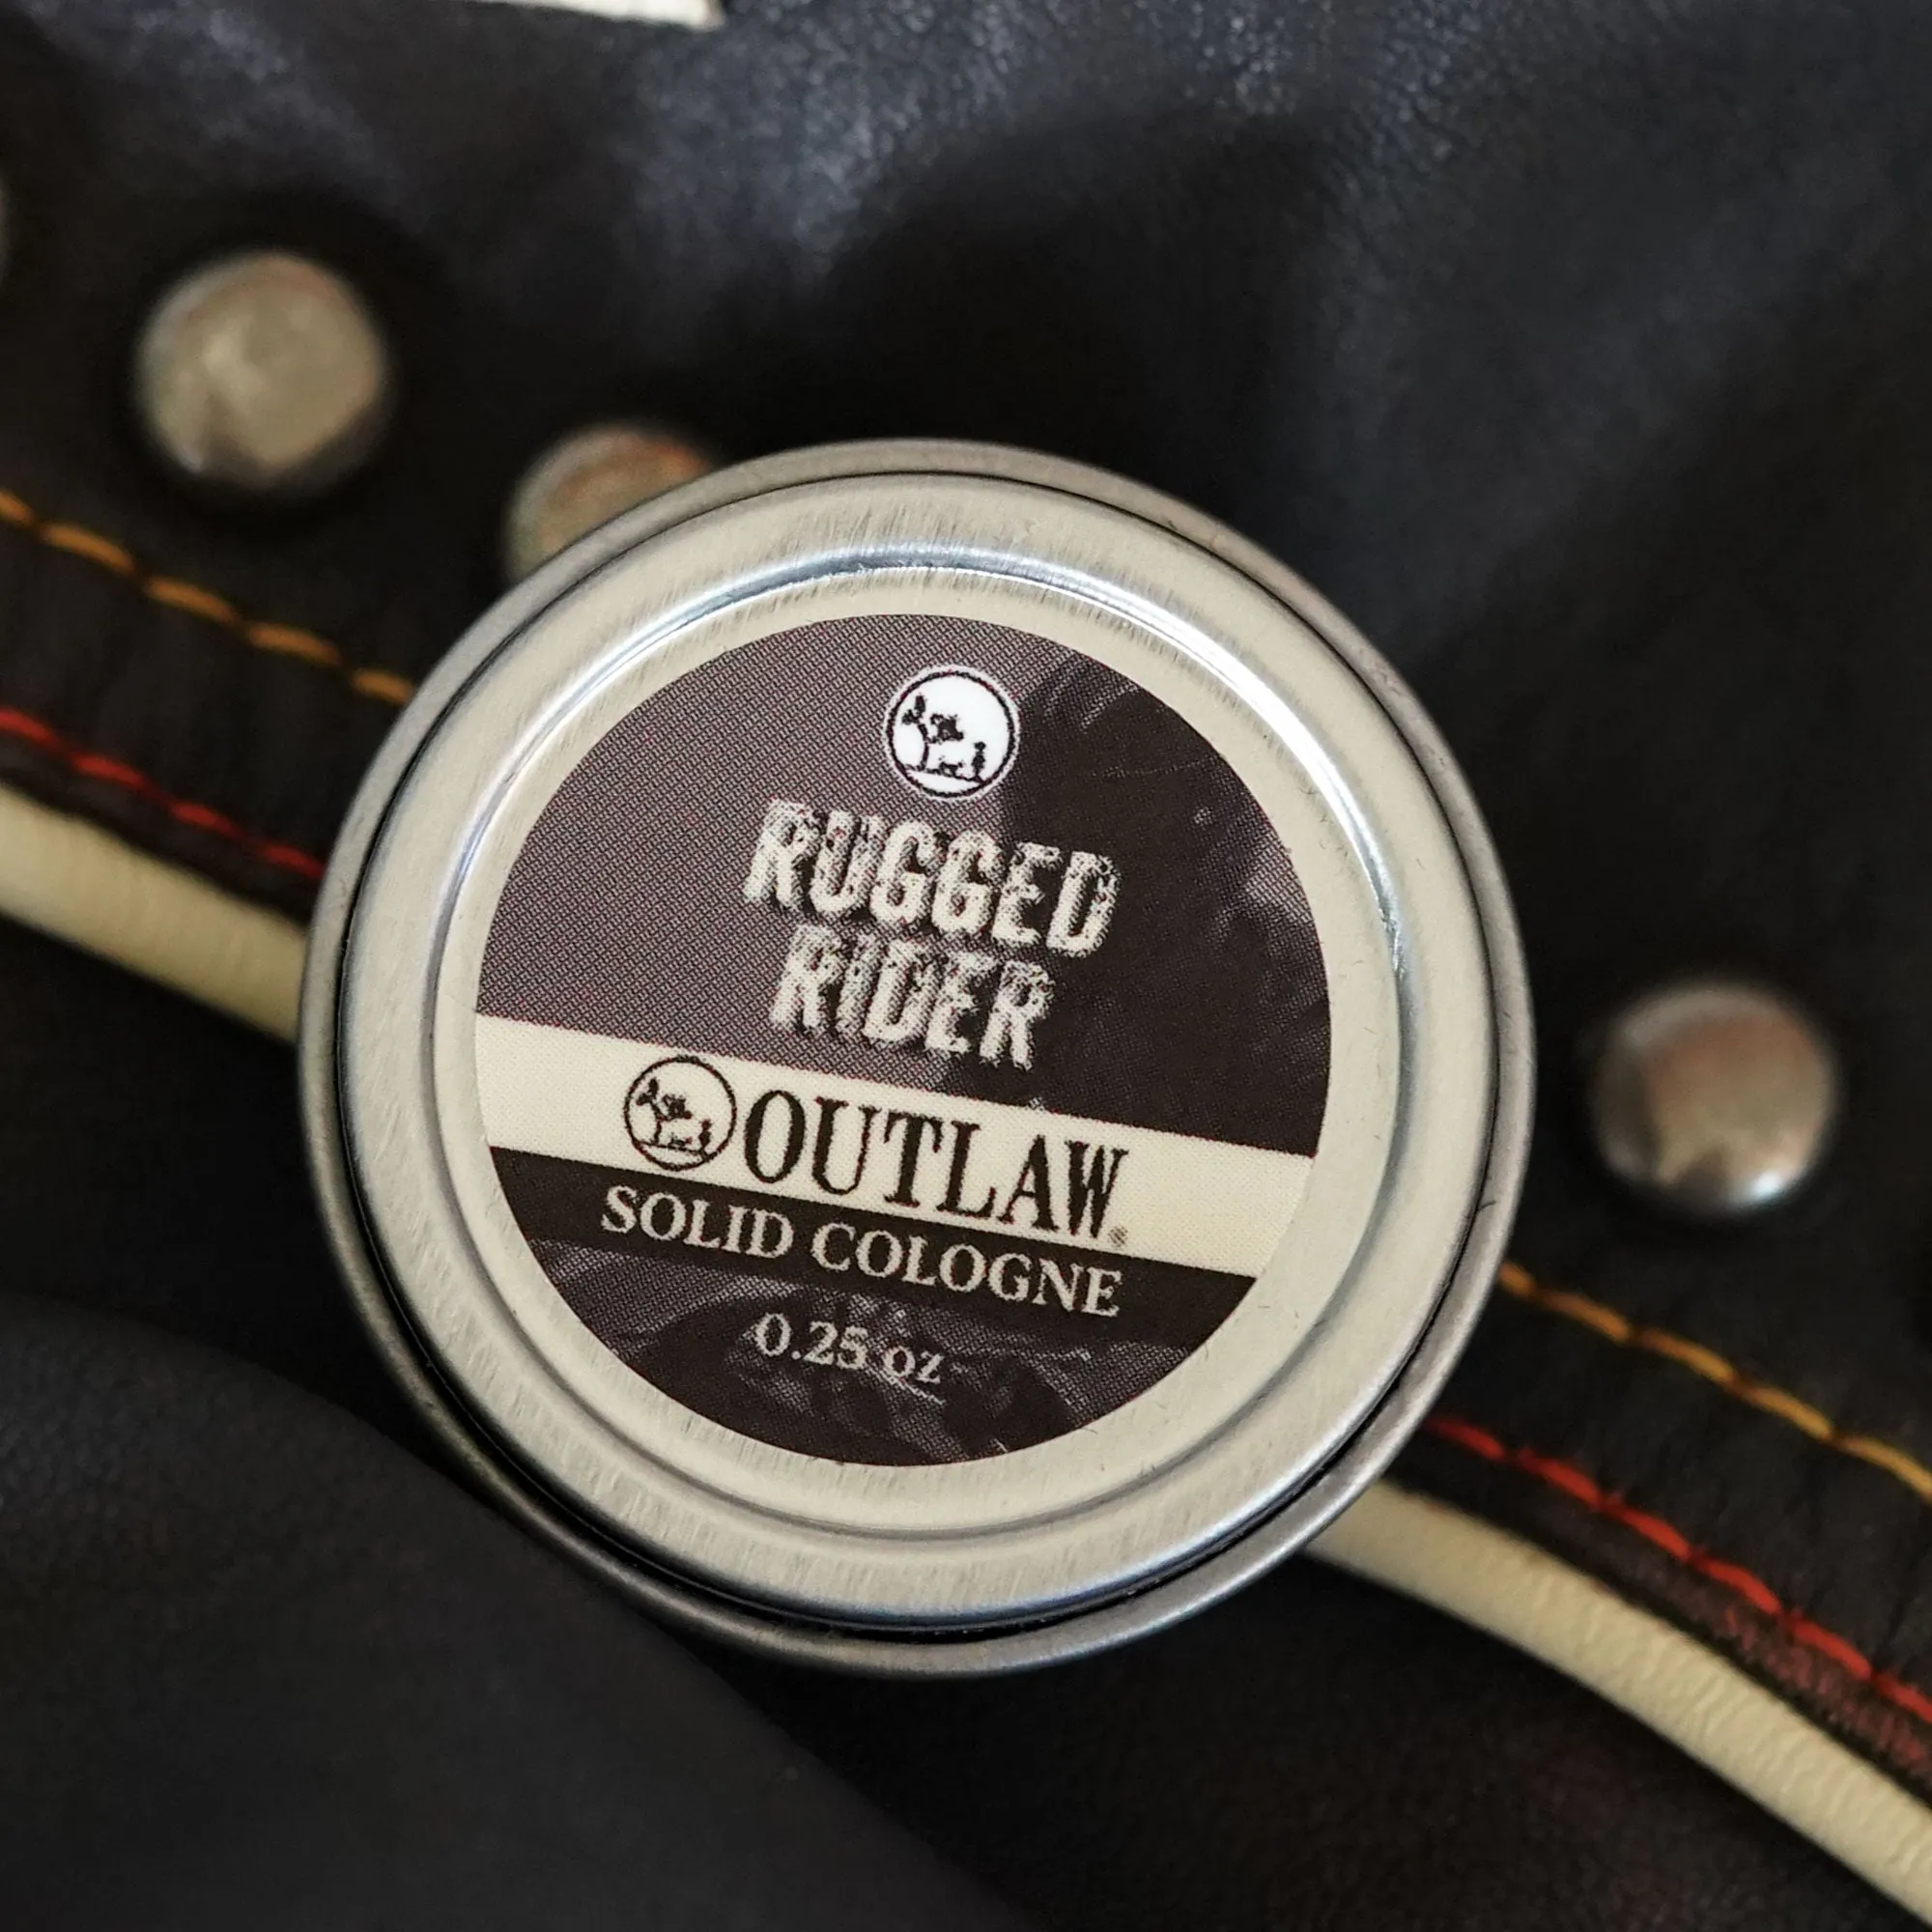 RUGGED
RIDER
OUTLAW®
SOLID COLOGNE
0.25 oz